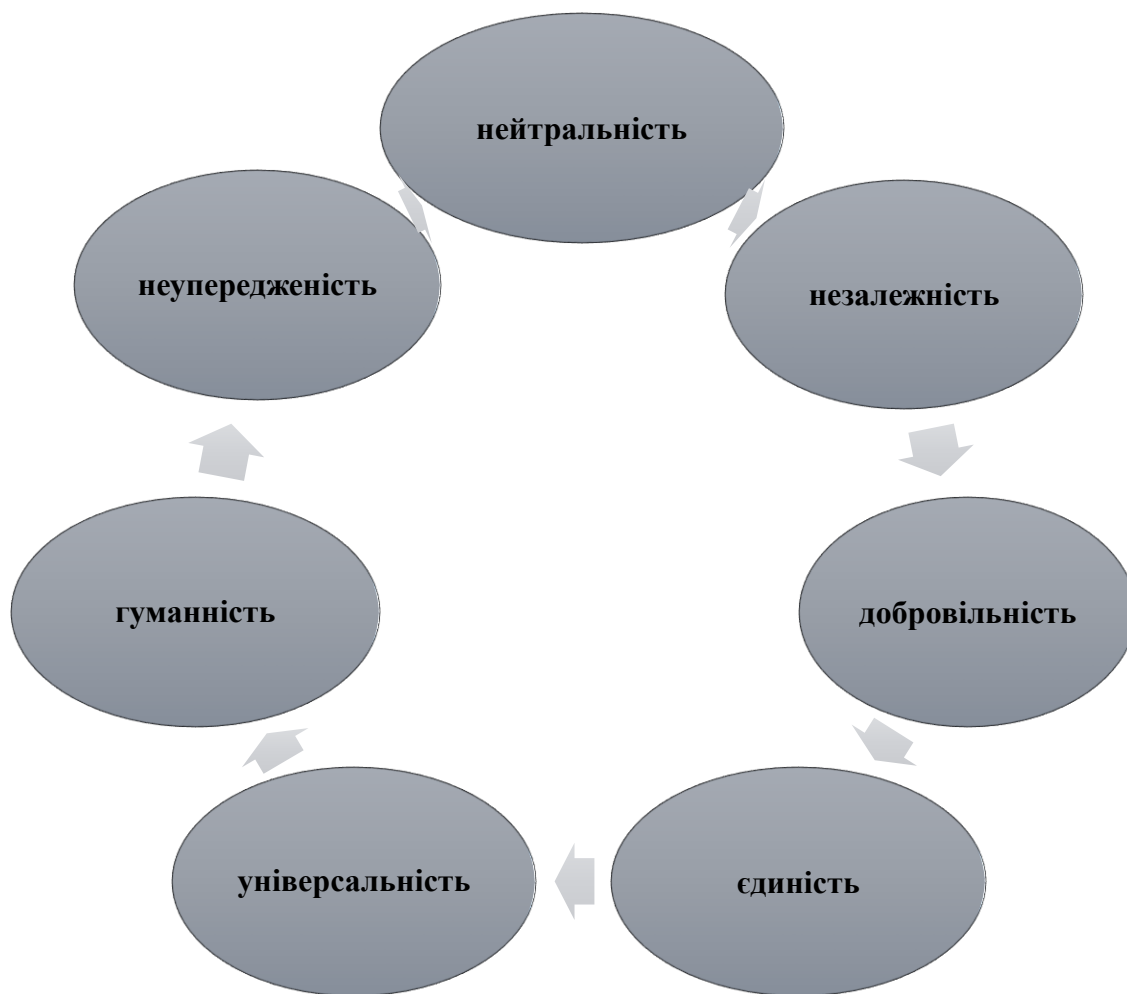 нейтральність
незалежність
добровільність
єдиність
універсальність
гуманність
неупередженість